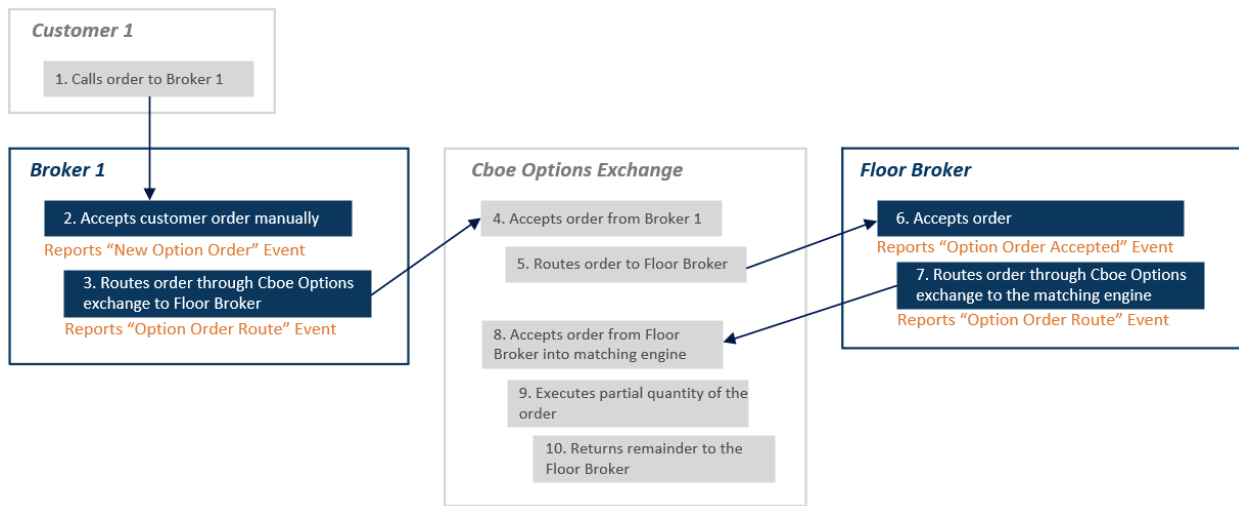 Customer 1
1. Calls order to Broker 1
Broker 1
2. Accepts customer order manually
Reports “New Option Order” Event
3. Routes order through Cboe Options
exchange to Floor Broker
Reports “Option Order Route” Event
Cboe Options Exchange
4. Accepts order from Broker 1
5. Routes order to Floor Broker
8. Accepts order from Floor
Broker into matching engine
9. Executes partial quantity of the
order
10. Returns remainder to the
Floor Broker
Floor Broker
6. Accepts order
Reports “Option Order Accepted” Event
7. Routes order through Cboe Options
exchange to the matching engine
Reports “Option Order Route” Event